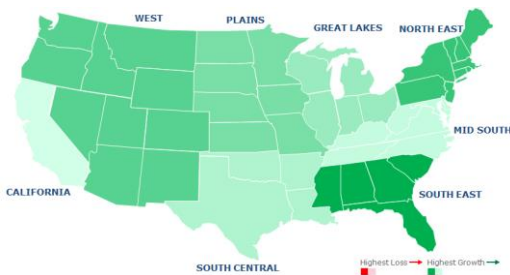 WEST
PLAINS
GREAT LAKES
NORTH EAST
MID SOUTH
CALIFORNIA
SOUTH EAST
SOUTH CENTRAL
Highest Loss Highest Growth